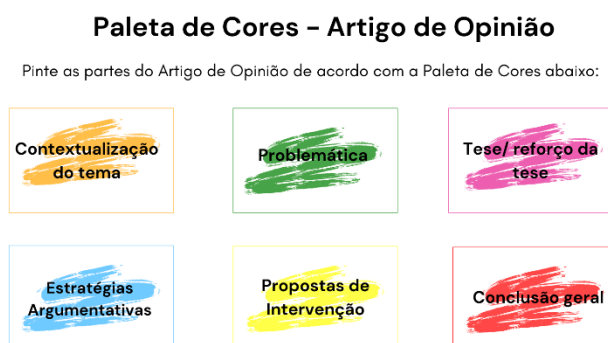 Paleta de Cores - Artigo de Opinião
Pinte as partes do Artigo de Opinião de acordo com a Paleta de Cores abaixo:
Contextualização
do tema
Problemática
Tese/ reforço da
tese
Estratégias
Argumentativas
Propostas de
Intervenção
Conclusão geral